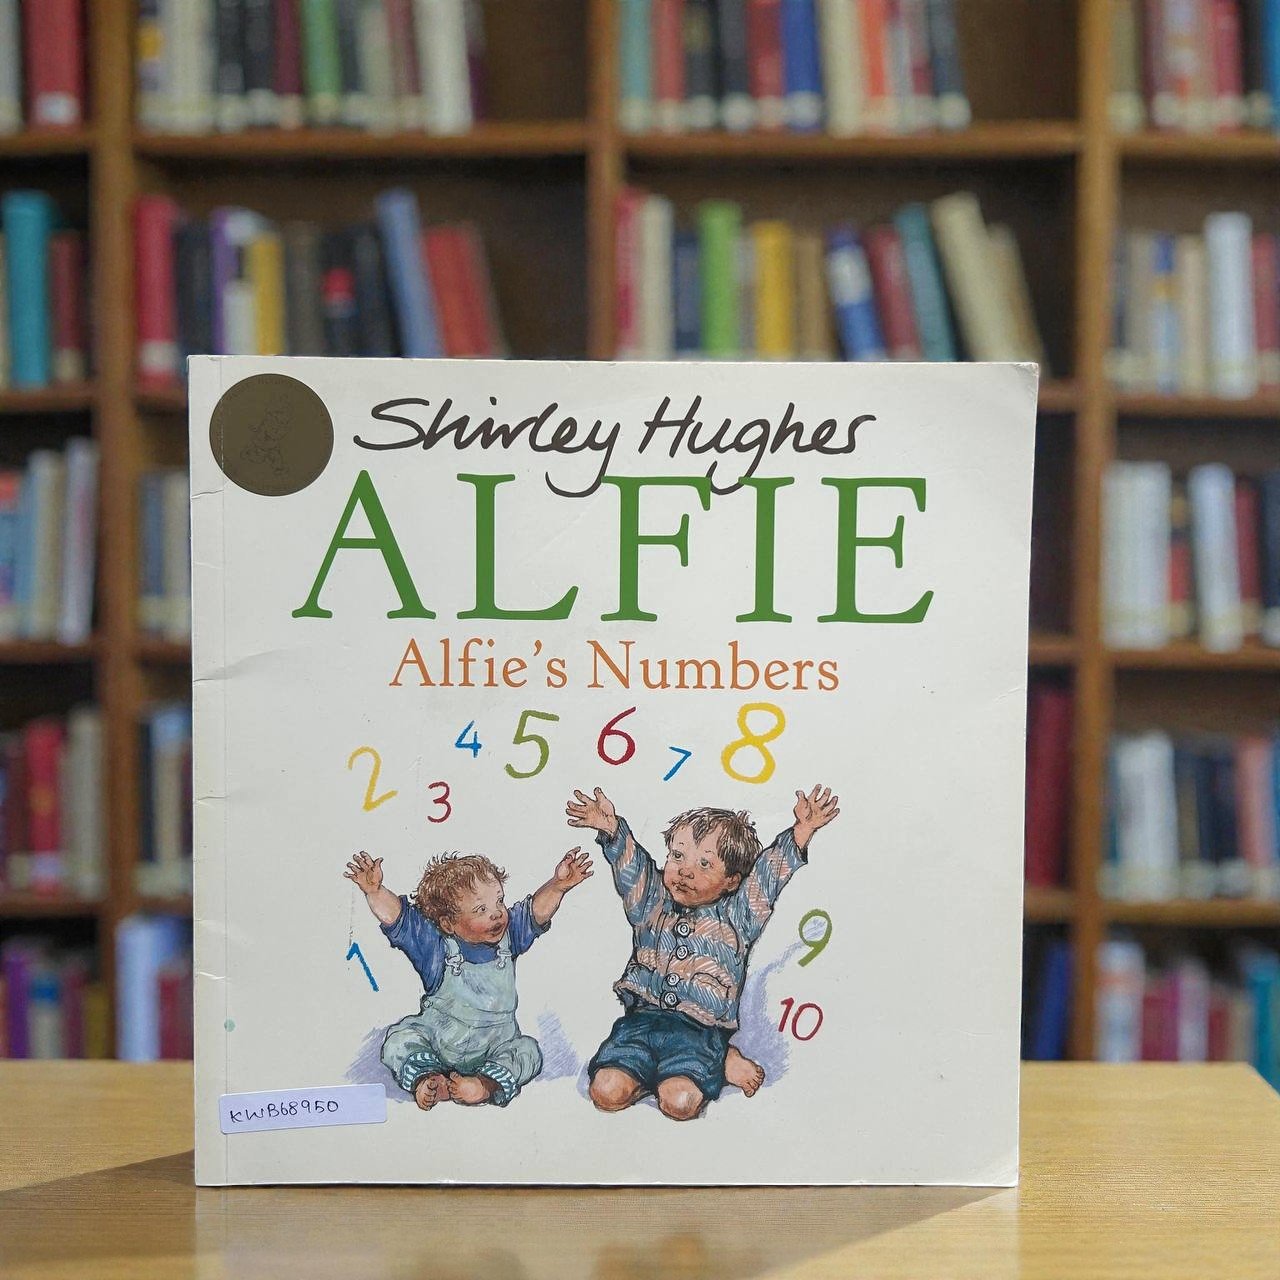 Shirley Hughes
ALFIE
Alfie's Numbers
2 3 4 5 6 7 8
1
9
10
KWB68950